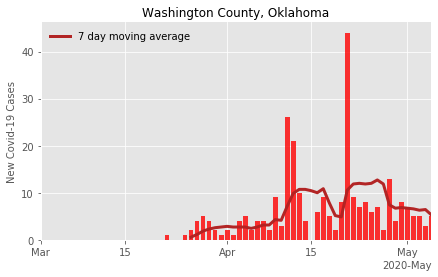 Washington County, Oklahoma
7 day moving average
New Covid-19 Cases
40
30
20
10
0
Mar
15
Apr
15
May
2020-May